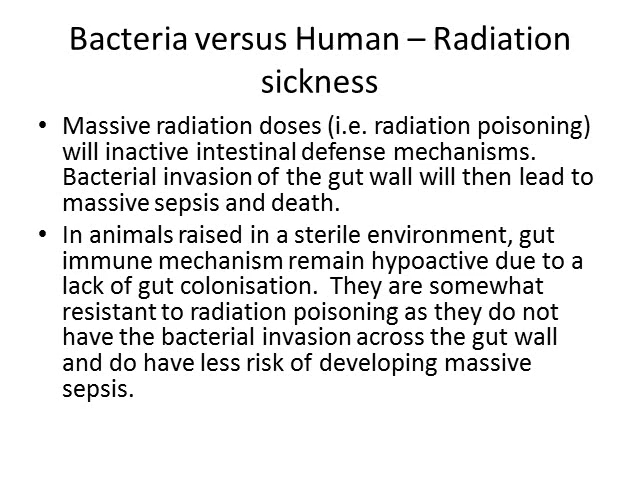 Bacteria versus Human – Radiation
sickness
• Massive radiation doses (i.e. radiation poisoning)
will inactive intestinal defense mechanisms.
Bacterial invasion of the gut wall will then lead to
massive sepsis and death.
• In animals raised in a sterile environment, gut
immune mechanism remain hypoactive due to a
lack of gut colonisation.  They are somewhat
resistant to radiation poisoning as they do not
have the bacterial invasion across the gut wall
and do have less risk of developing massive
sepsis.